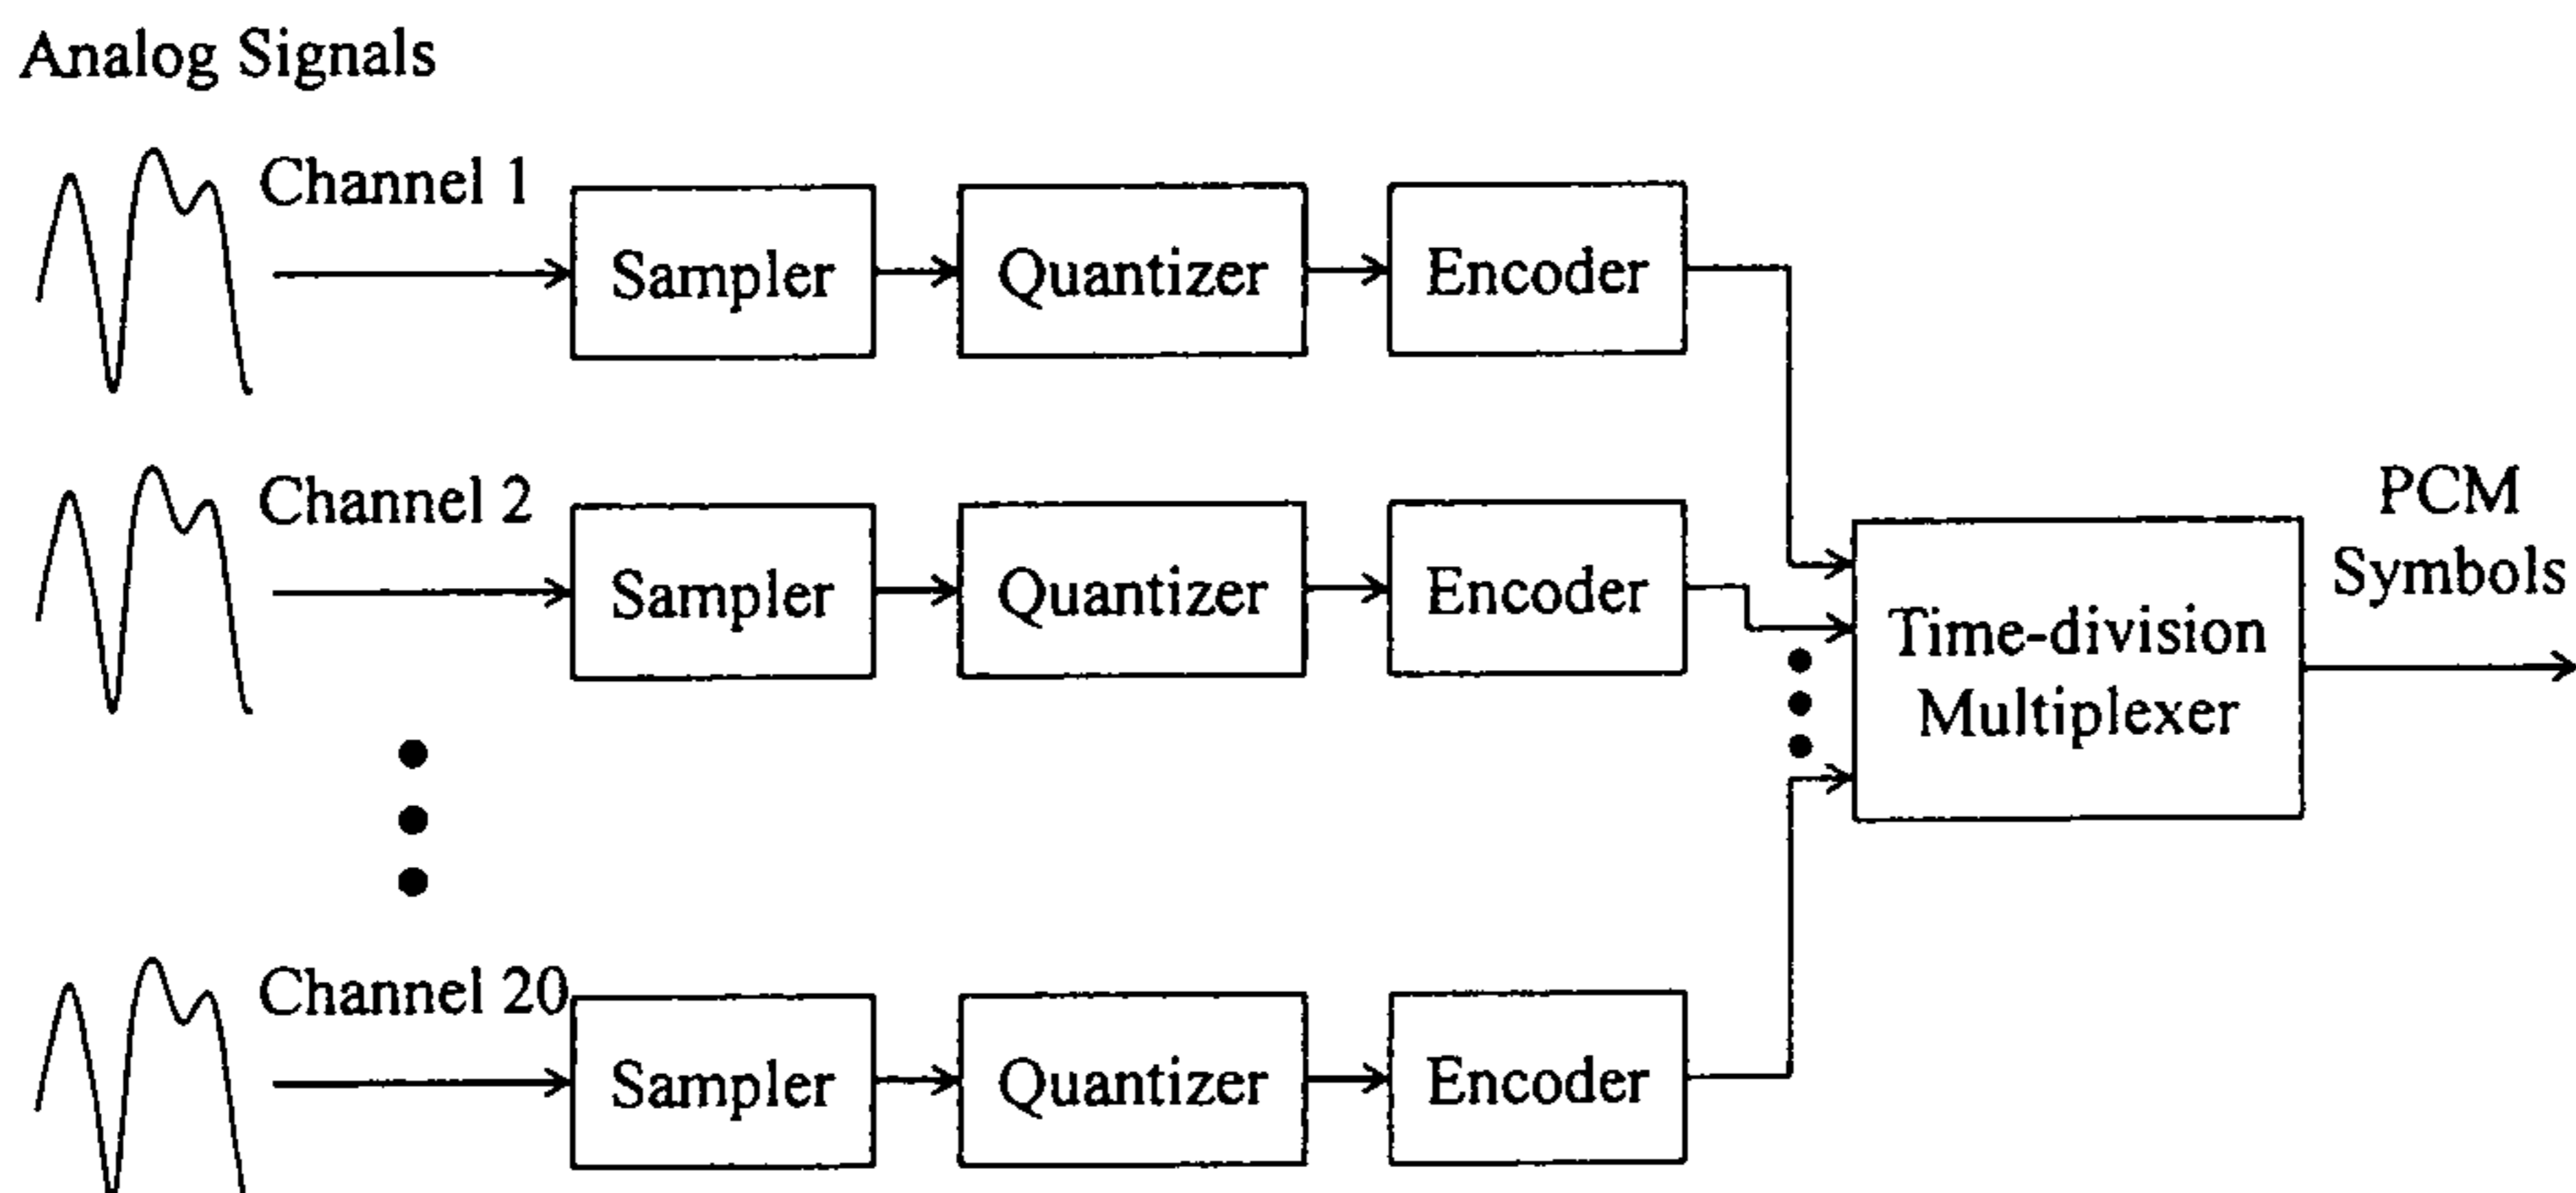 Analog Signals
Channel 1
Sampler
Quantizer
Encoder
Channel 2
Sampler
Quantizer
Encoder
PCM
Symbols
Time-division
Multiplexer
Channel 20
Sampler
Quantizer
Encoder